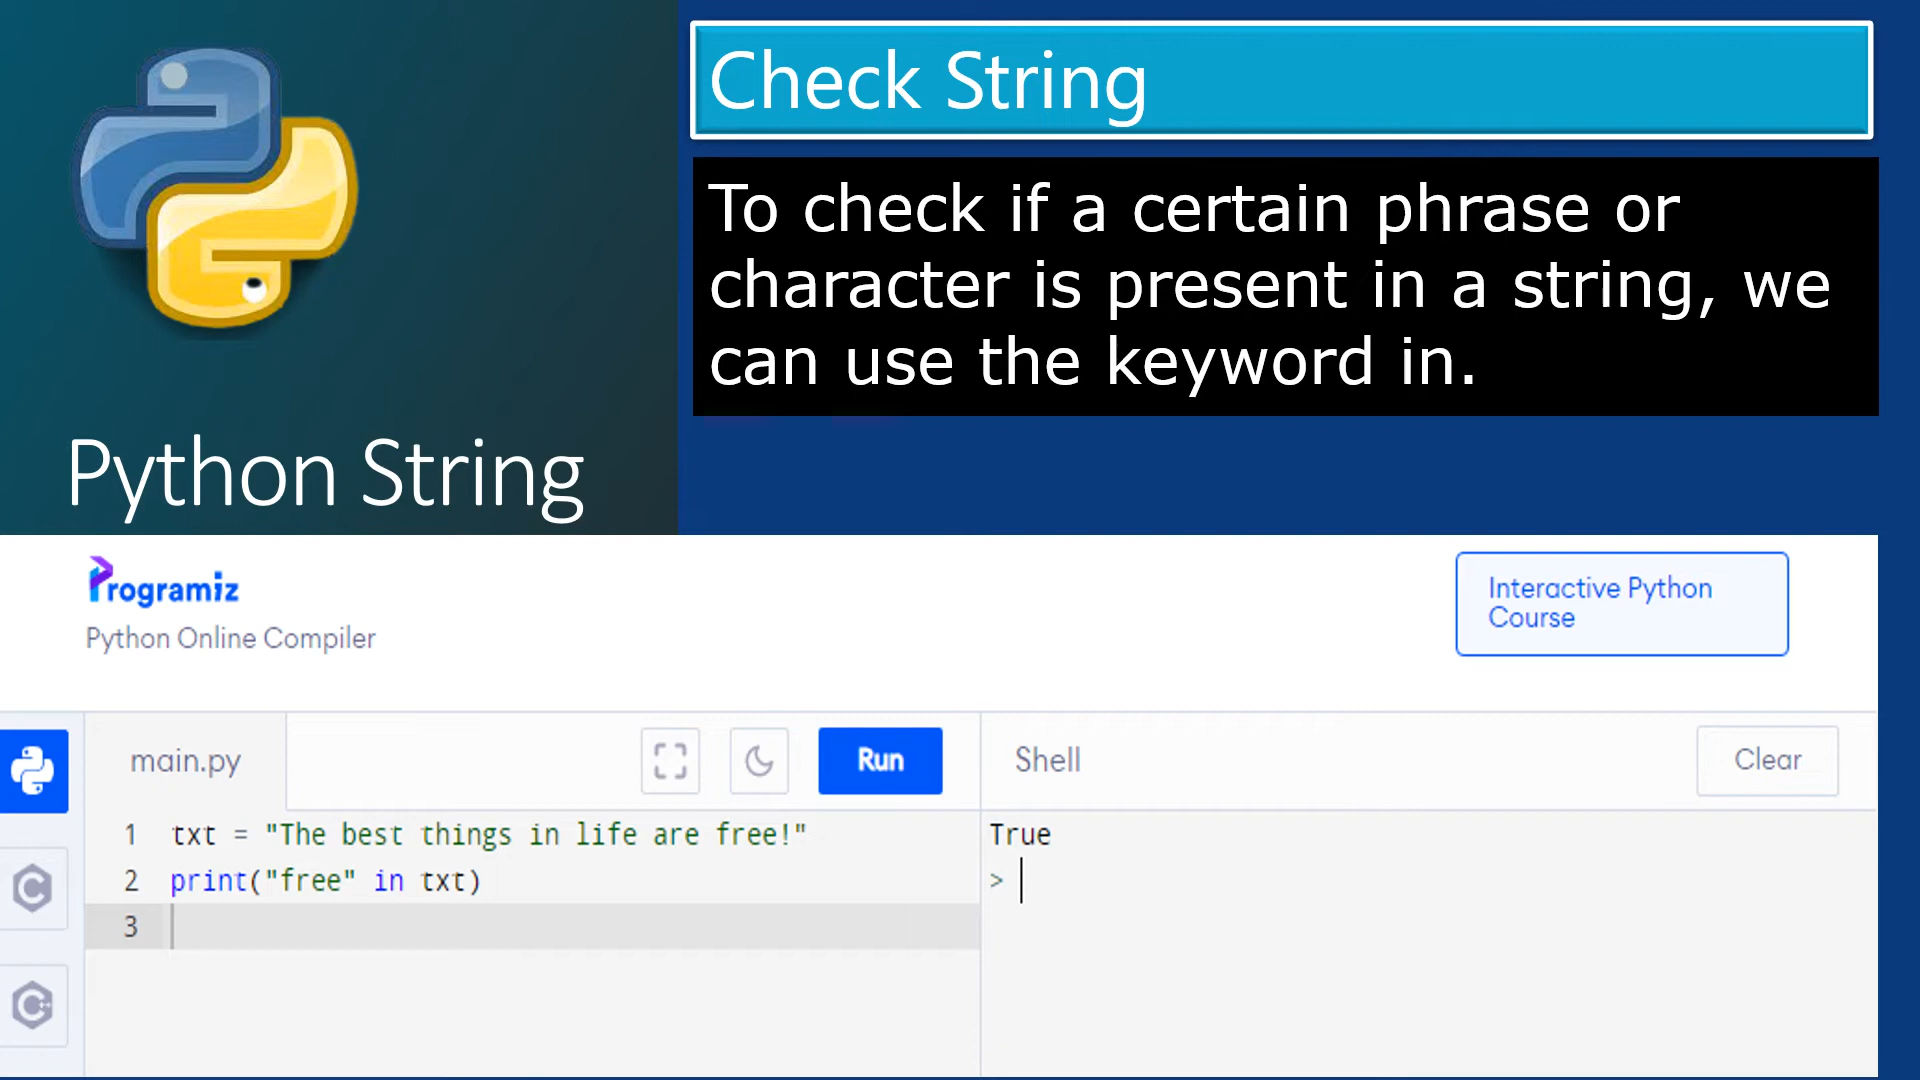 Check String
To check if a certain phrase or
character is present in a string, we
can use the keyword in.
Python String
Programiz
Python Online Compiler
Interactive Python
Course
main.py
Run
Shell
Clear
1 txt = "The best things in life are free!"
2 print("free" in txt)
3
True
>
C
C++